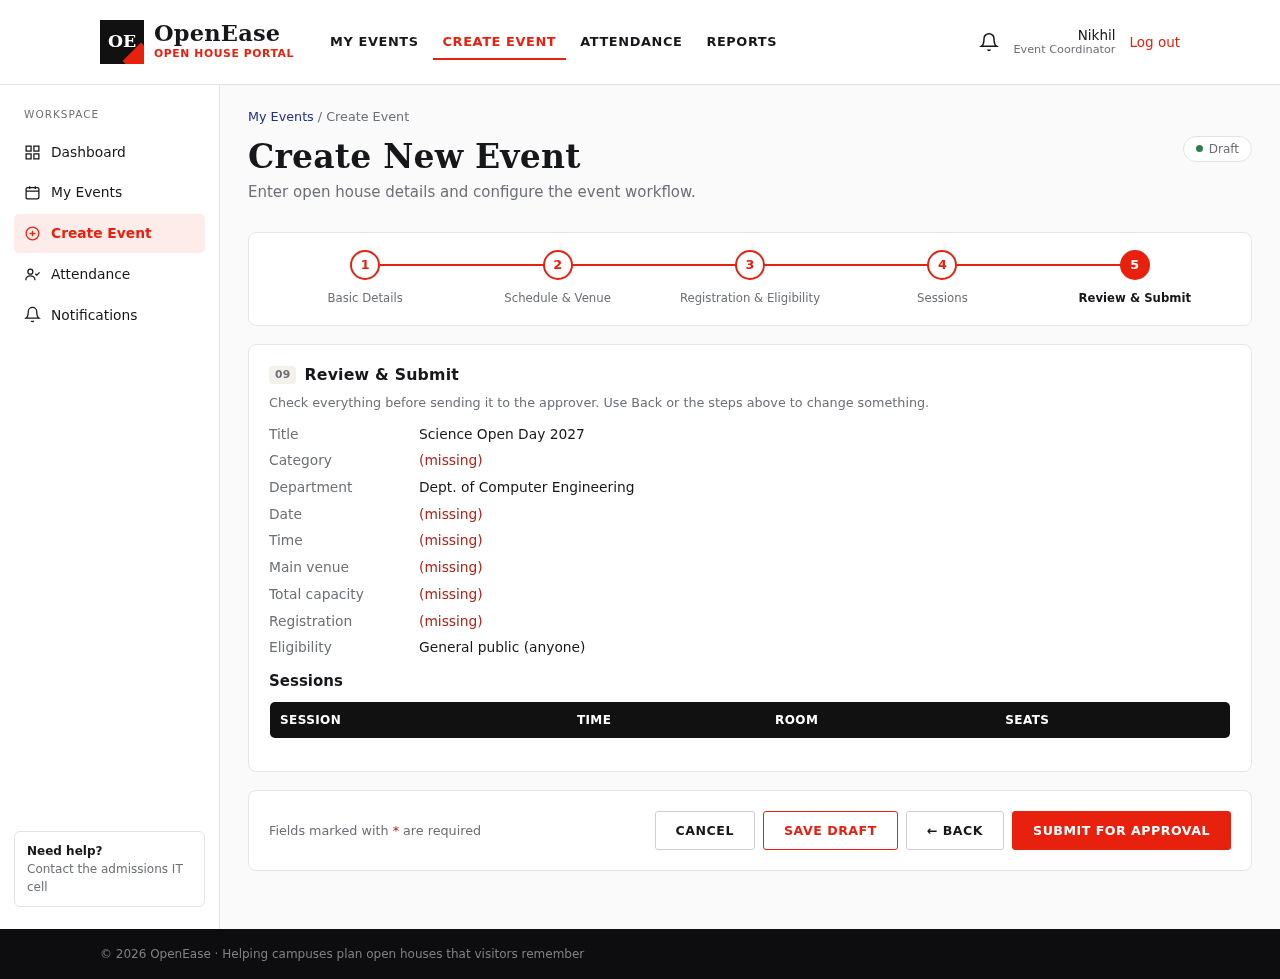 OE
OpenEase
OPEN HOUSE PORTAL
MY EVENTS CREATE EVENT ATTENDANCE REPORTS
Nikhil
Event Coordinator
Log out
WORKSPACE
Dashboard
My Events
Create Event
Attendance
Notifications
Need help?
Contact the admissions IT
cell
My Events / Create Event
Create New Event
Draft
Enter open house details and configure the event workflow.
1 2 3 4 5
Basic Details Schedule & Venue Registration & Eligibility Sessions Review & Submit
09 Review & Submit
Check everything before sending it to the approver. Use Back or the steps above to change something.
Title Science Open Day 2027
Category (missing)
Department Dept. of Computer Engineering
Date (missing)
Time (missing)
Main venue (missing)
Total capacity (missing)
Registration (missing)
Eligibility General public (anyone)
Sessions
SESSION TIME ROOM SEATS
Fields marked with * are required
CANCEL SAVE DRAFT ← BACK SUBMIT FOR APPROVAL
© 2026 OpenEase · Helping campuses plan open houses that visitors remember